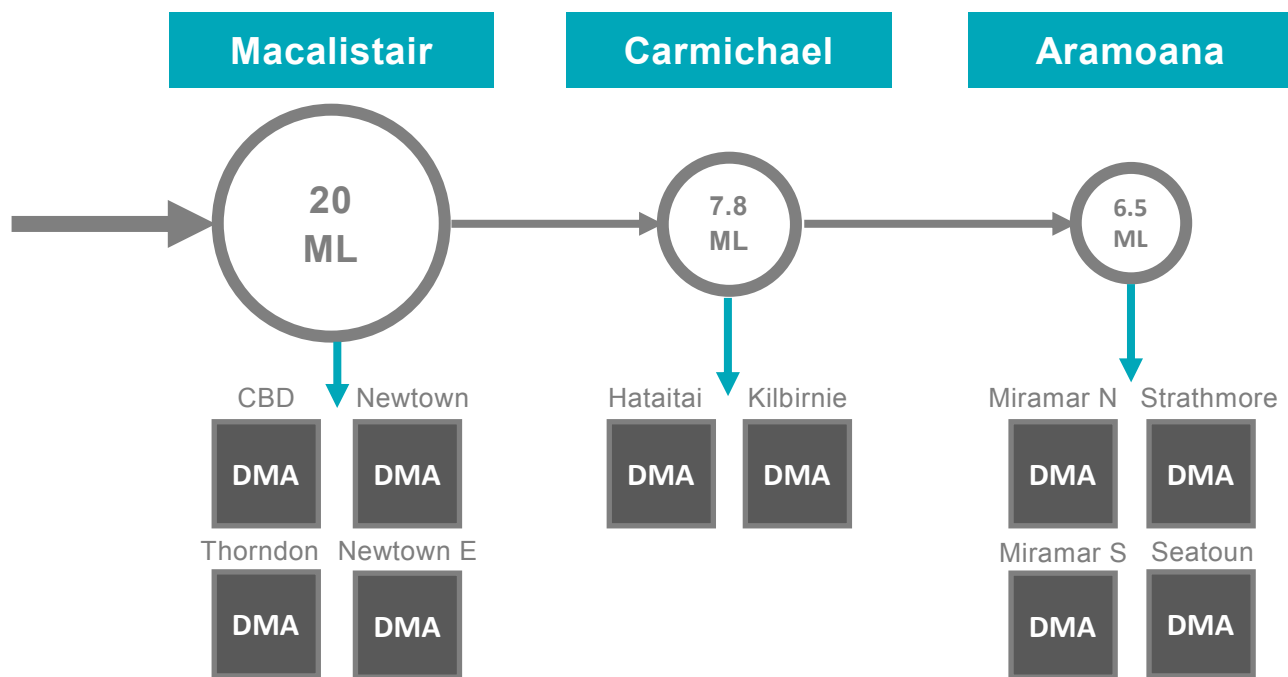 Macalistair
Carmichael
Aramoana
20
ML
7.8
ML
6.5
ML
CBD
Newtown
Hataitai
Kilbirnie
Miramar N
Strathmore
DMA
DMA
DMA
DMA
DMA
DMA
Thorndon
Newtown E
Miramar S
Seatoun
DMA
DMA
DMA
DMA